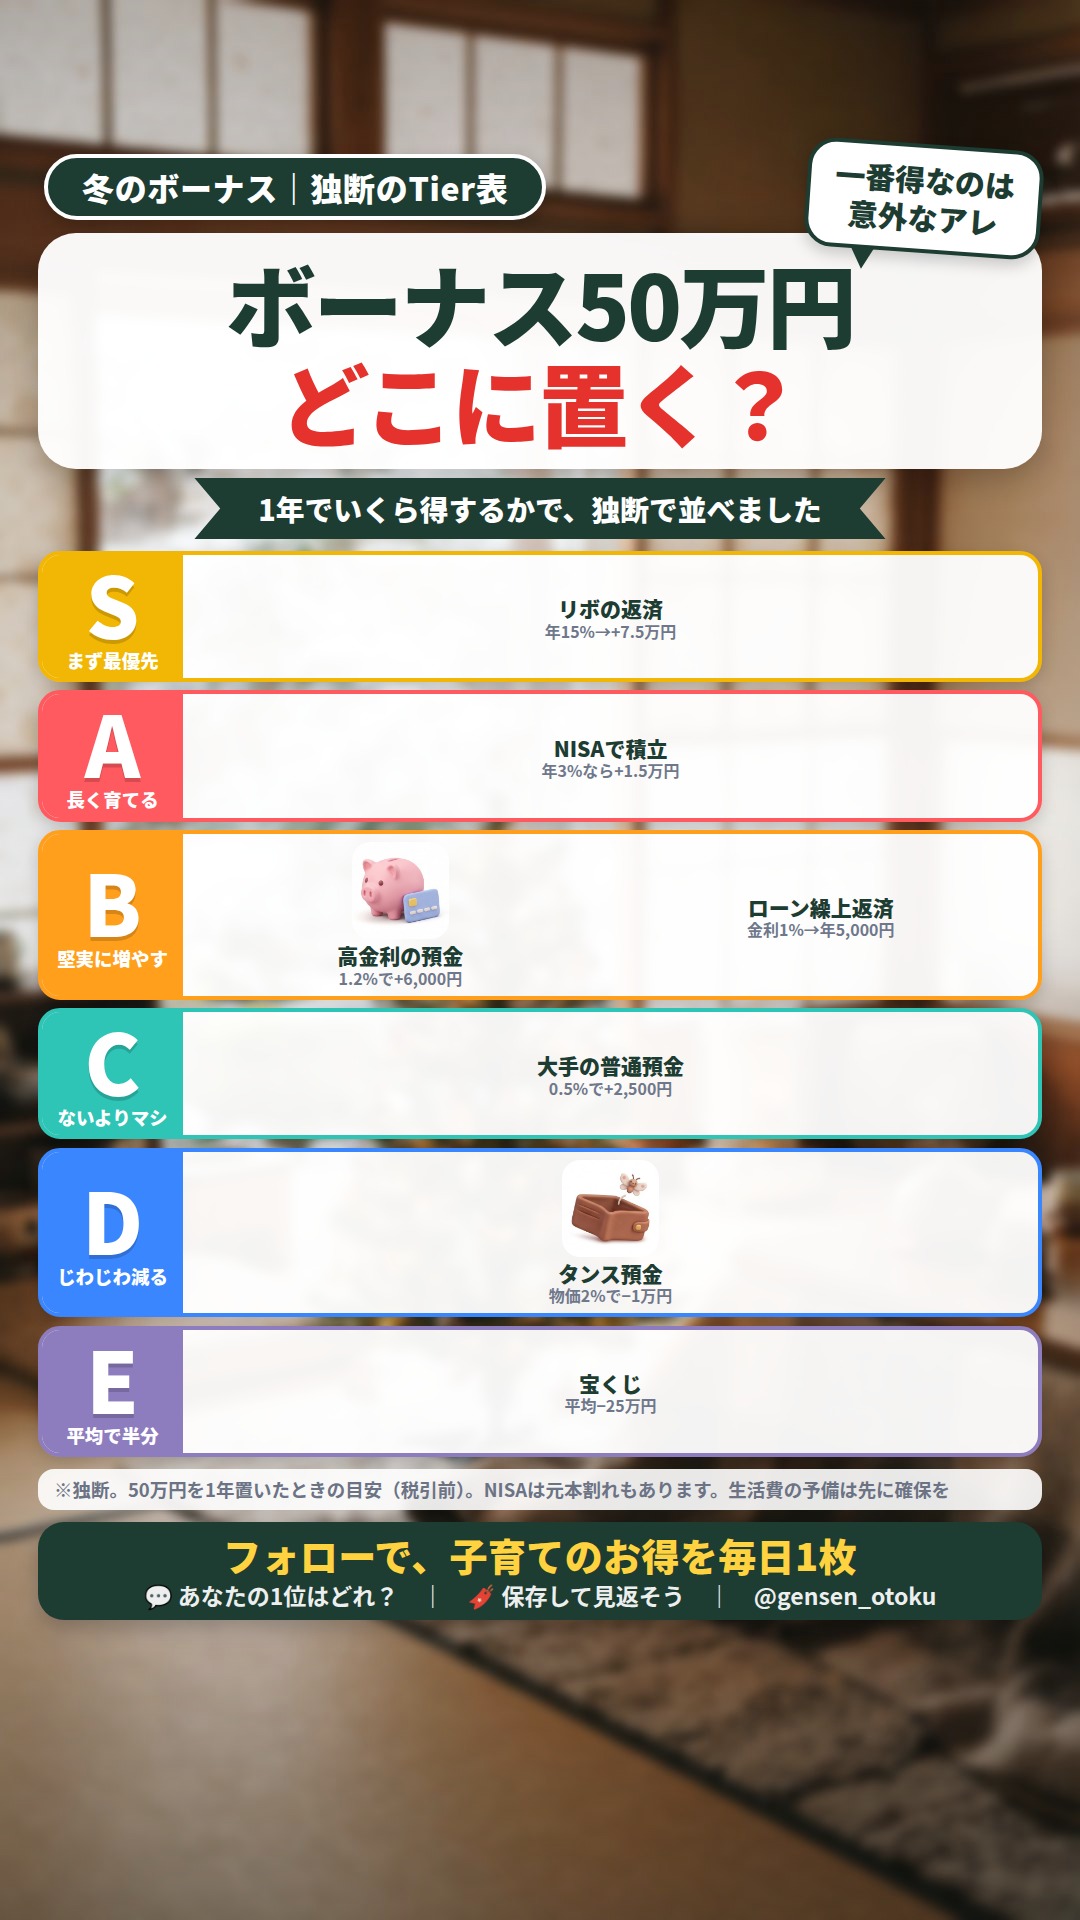 冬のボーナス｜独断のTier表
一番得なのは
意外なアレ
ボーナス50万円
どこに置く？
1年でいくら得するかで、独断で並べました
S
まず最優先
リボの返済
年15%→+7.5万円
A
長く育てる
NISAで積立
年3%なら+1.5万円
B
堅実に増やす
高金利の預金
1.2%で+6,000円
ローン繰上返済
金利1%→年5,000円
C
ないよりマシ
大手の普通預金
0.5%で+2,500円
D
じわじわ減る
タンス預金
物価2%で−1万円
E
平均で半分
宝くじ
平均−25万円
※独断。50万円を1年置いたときの目安（税引前）。NISAは元本割れもあります。生活費の予備は先に確保を
フォローで、子育てのお得を毎日1枚
💬 あなたの1位はどれ？ ｜ 🔖 保存して見返そう ｜ @gensen_otoku